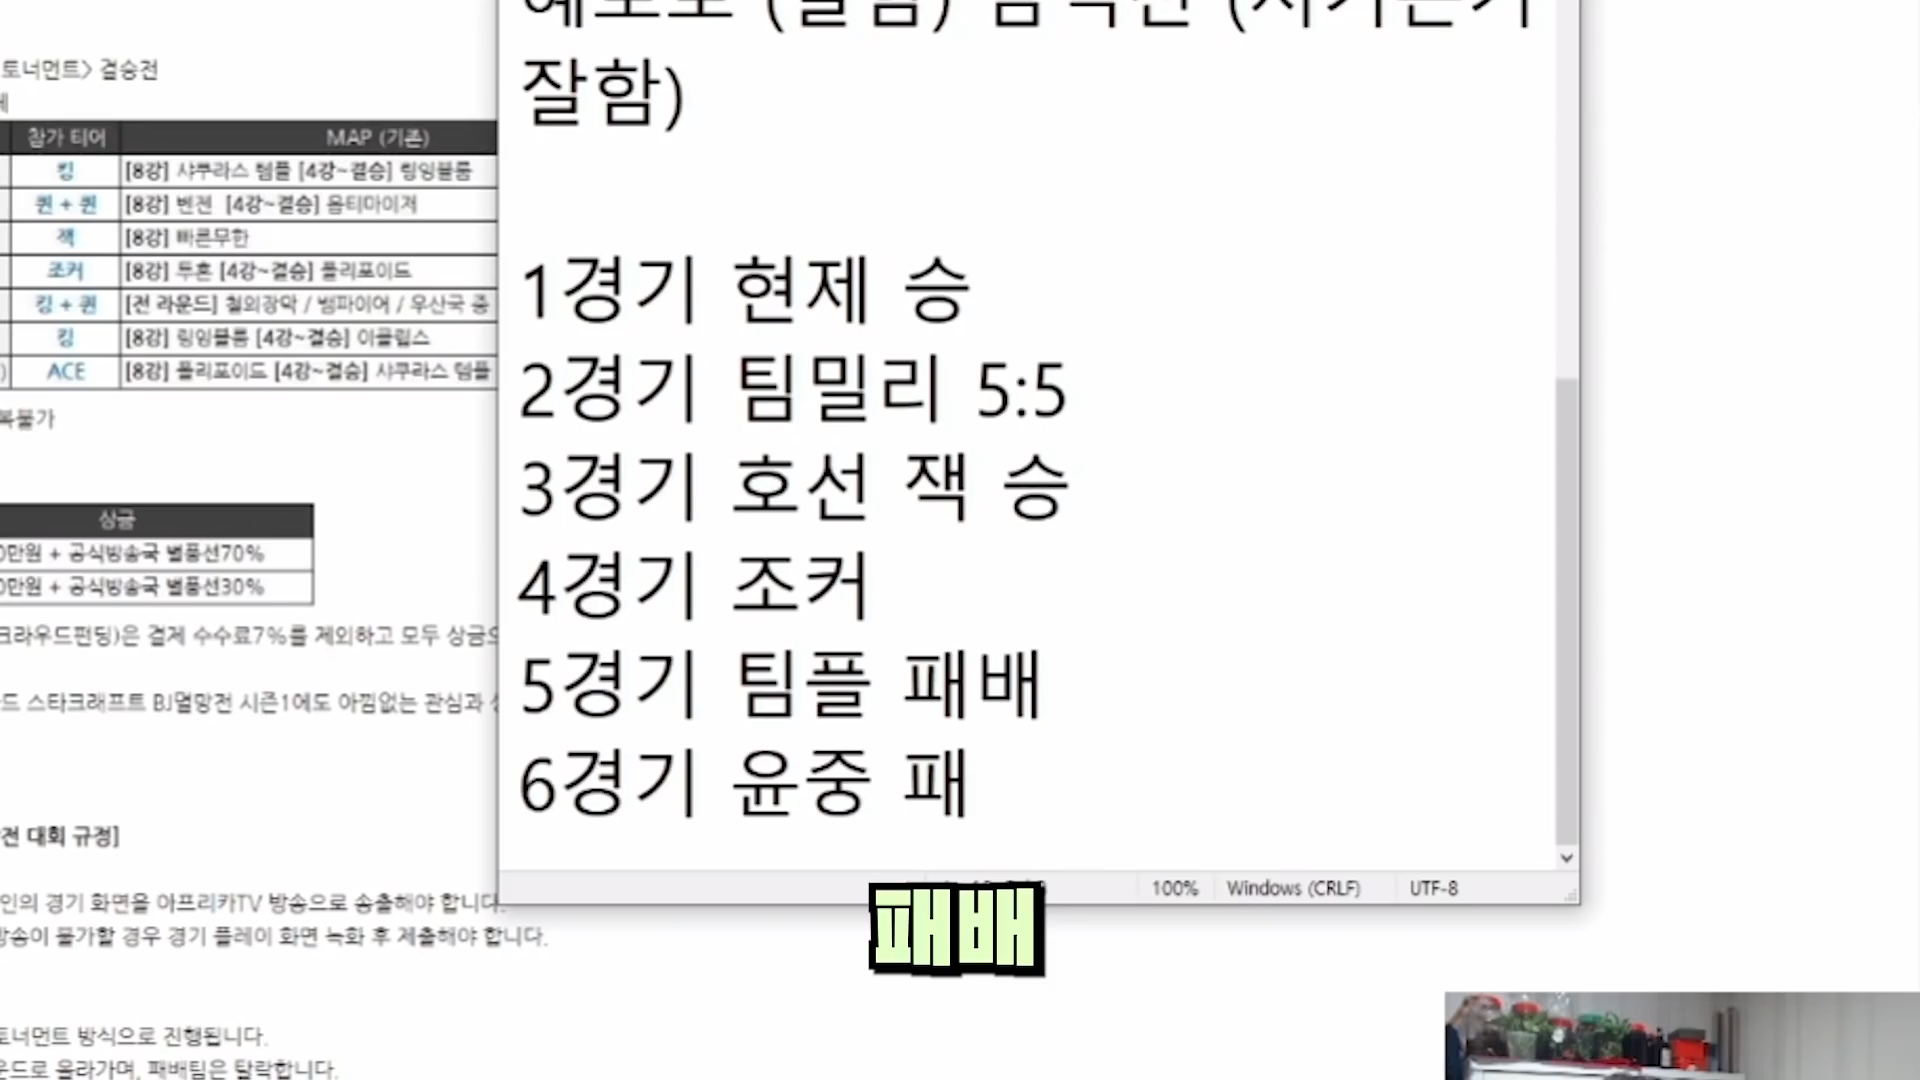 토너먼트> 결승전
참가 티어 MAP (기존)
킹 [8강] 샤쿠라스 템플 [4강~결승] 링잉블룸
퀸 + 퀸 [8강] 벤젠 [4강~결승] 옵티마이저
잭 [8강] 빠른무한
조커 [8강] 투혼 [4강~결승] 폴리포이드
킹 + 퀸 [전 라운드] 철의장막 / 뱀파이어 / 우산국 중
킹 [8강] 링잉블룸 [4강~결승] 이클립스
ACE [8강] 폴리포이드 [4강~결승] 샤쿠라스 템플
복불가
상금
0만원 + 공식방송국 별풍선70%
0만원 + 공식방송국 별풍선30%
크라우드펀딩)은 결제 수수료7%를 제외하고 모두 상금으
드 스타크래프트 BJ멸망전 시즌1에도 아낌없는 관심과
전 대회 규정]
인의 경기 화면을 아프리카TV 방송으로 송출해야 합니다.
방송이 불가할 경우 경기 플레이 화면 녹화 후 제출해야 합니다.
토너먼트 방식으로 진행됩니다.
운드로 올라가며, 패배팀은 탈락합니다.
잘함)
1경기 현제 승
2경기 팀밀리 5:5
3경기 호선 잭 승
4경기 조커
5경기 팀플 패배
6경기 윤중 패
100% Windows (CRLF) UTF-8
패배